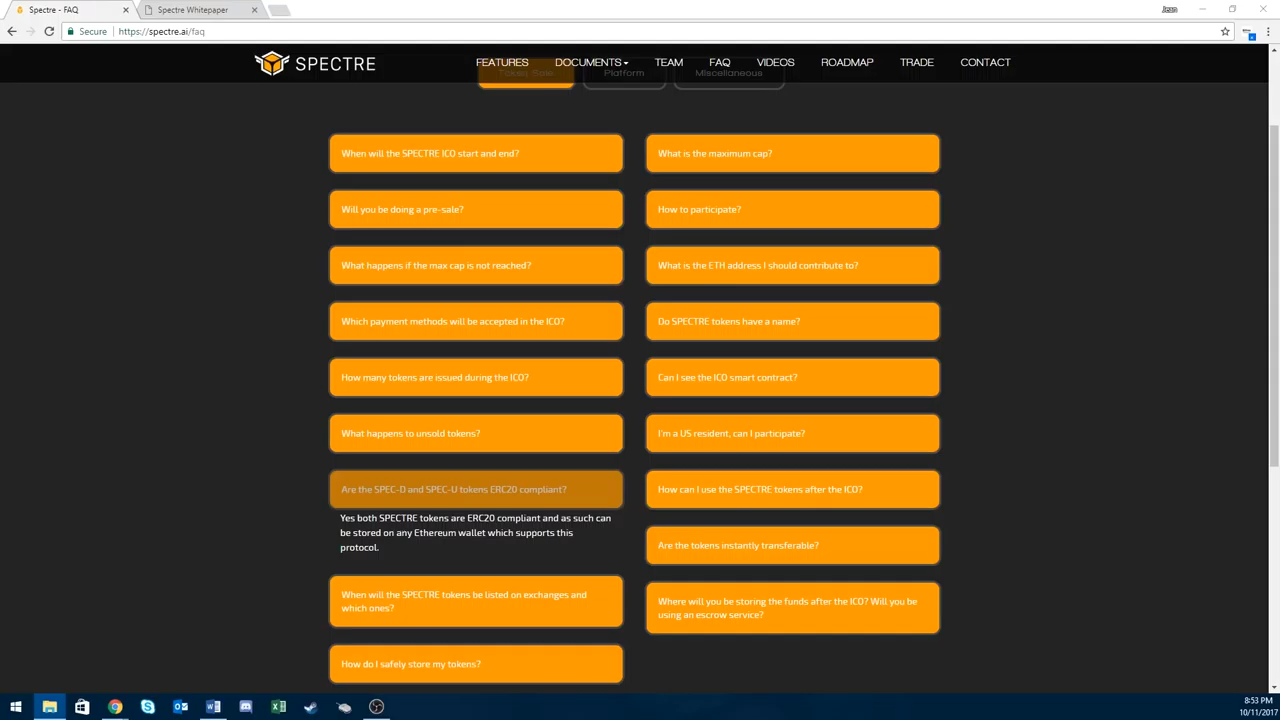 Spectre - FAQ
Spectre Whitepaper
Secure
https://spectre.ai/faq
SPECTRE
FEATURES
DOCUMENTS
TEAM
FAQ
VIDEOS
ROADMAP
TRADE
CONTACT
Token Sale
Platform
Miscellaneous
When will the SPECTRE ICO start and end?
Will you be doing a pre-sale?
What happens if the max cap is not reached?
Which payment methods will be accepted in the ICO?
How many tokens are issued during the ICO?
What happens to unsold tokens?
Are the SPEC-D and SPEC-U tokens ERC20 compliant?
Yes both SPECTRE tokens are ERC20 compliant and as such can
be stored on any Ethereum wallet which supports this
protocol.
When will the SPECTRE tokens be listed on exchanges and
which ones?
How do I safely store my tokens?
What is the maximum cap?
How to participate?
What is the ETH address I should contribute to?
Do SPECTRE tokens have a name?
Can I see the ICO smart contract?
I'm a US resident, can I participate?
How can I use the SPECTRE tokens after the ICO?
Are the tokens instantly transferable?
Where will you be storing the funds after the ICO? Will you be
using an escrow service?
8:53 PM
10/11/2017